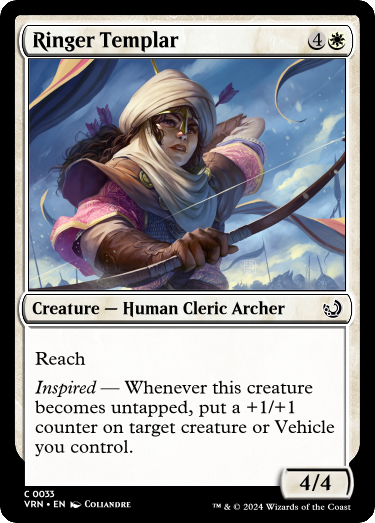 Ringer Templar 4
Creature — Human Cleric Archer
Reach
Inspired — Whenever this creature
becomes untapped, put a +1/+1
counter on target creature or Vehicle
you control.
4/4
C 0033
VRN • EN COLIANDRE
™ & © 2024 Wizards of the Coast